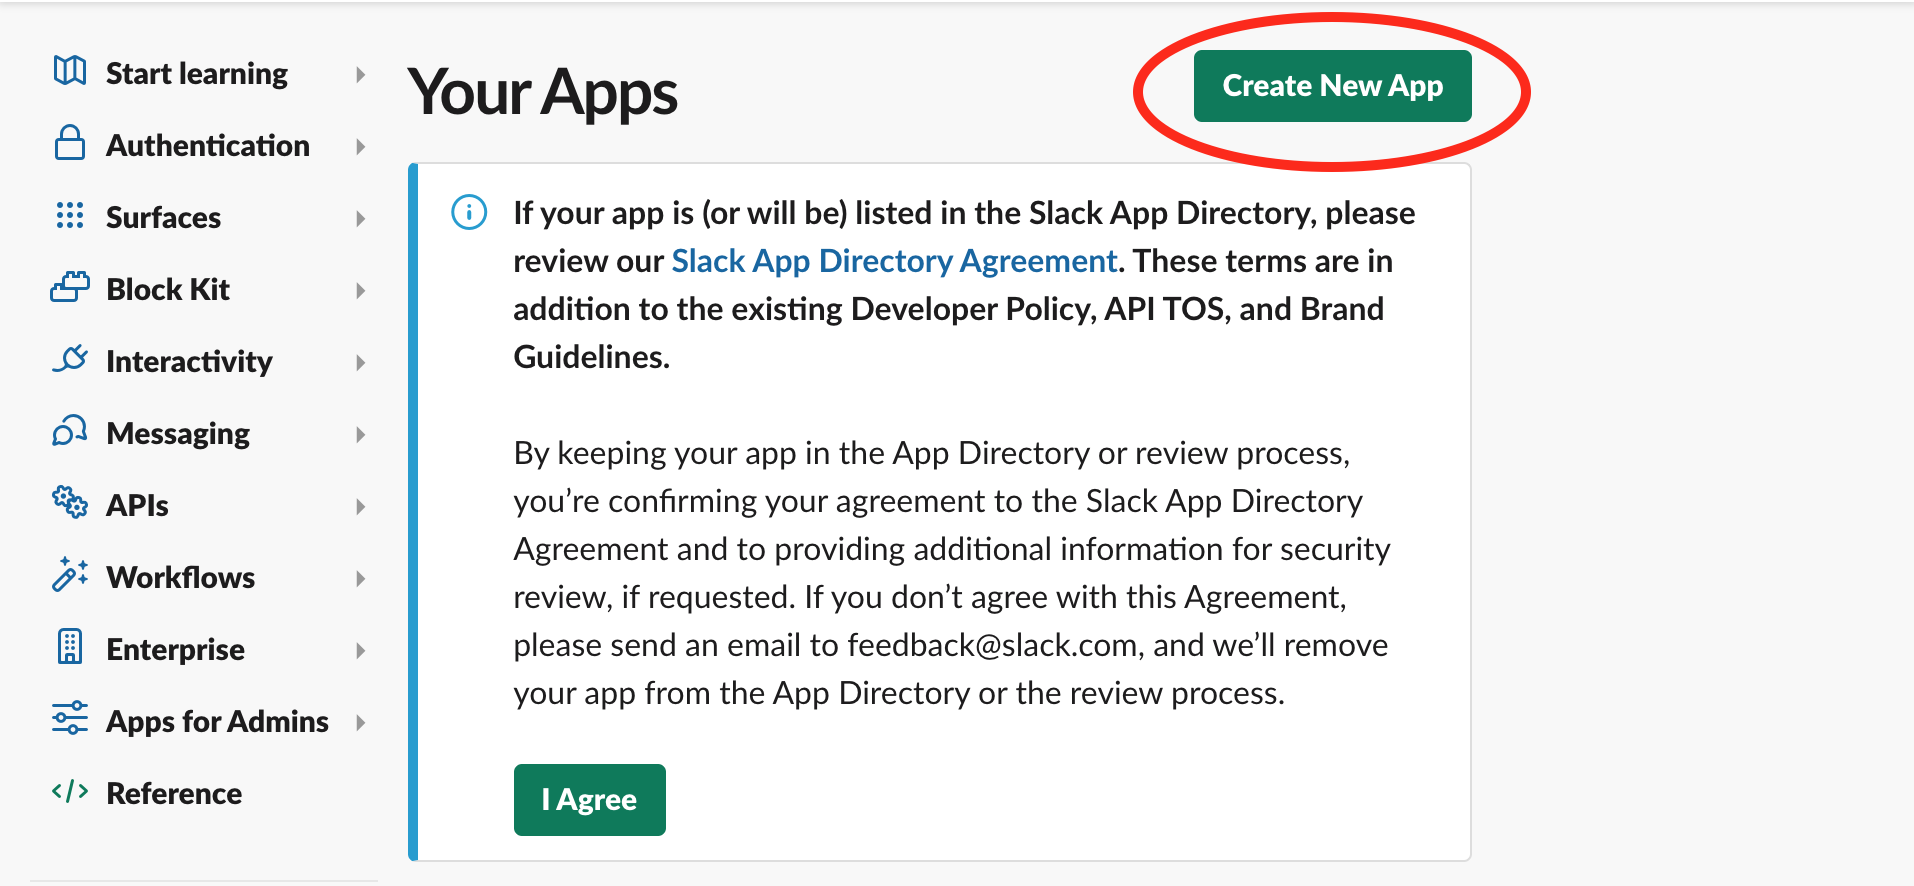 Start learning
Authentication
Surfaces
Block Kit
Interactivity
Messaging
APIs
Workflows
Enterprise
Apps for Admins
Reference
Your Apps
Create New App
If your app is (or will be) listed in the Slack App Directory, please
review our Slack App Directory Agreement. These terms are in
addition to the existing Developer Policy, API TOS, and Brand
Guidelines.
By keeping your app in the App Directory or review process,
you’re confirming your agreement to the Slack App Directory
Agreement and to providing additional information for security
review, if requested. If you don’t agree with this Agreement,
please send an email to feedback@slack.com, and we’ll remove
your app from the App Directory or the review process.
I Agree